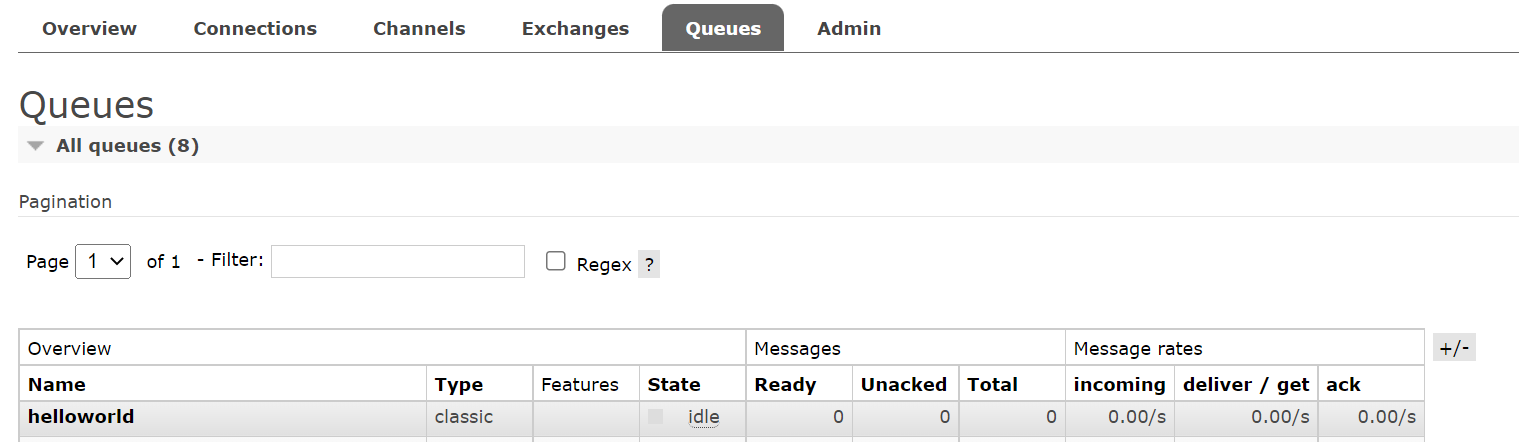 Overview Connections Channels Exchanges Queues Admin
Queues
All queues (8)
Pagination
Page 1 of 1 - Filter: Regex ?
Overview Messages Message rates +/-
Name Type Features State Ready Unacked Total incoming deliver / get ack
helloworld classic idle 0 0 0 0.00/s 0.00/s 0.00/s